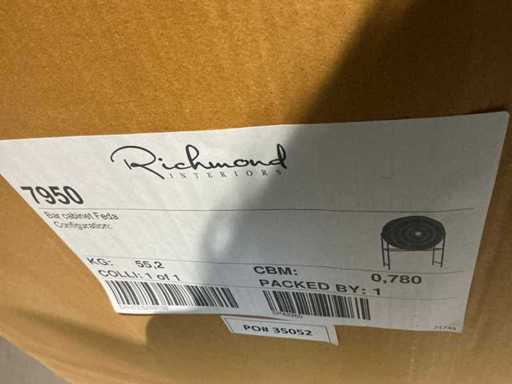 Richmond
INTERIORS
7950
Bar cabinet Feda
Configuration:
KG: 55,2
CBM: 0,780
COLLI: 1 of 1
PACKED BY: 1
PO# 35052